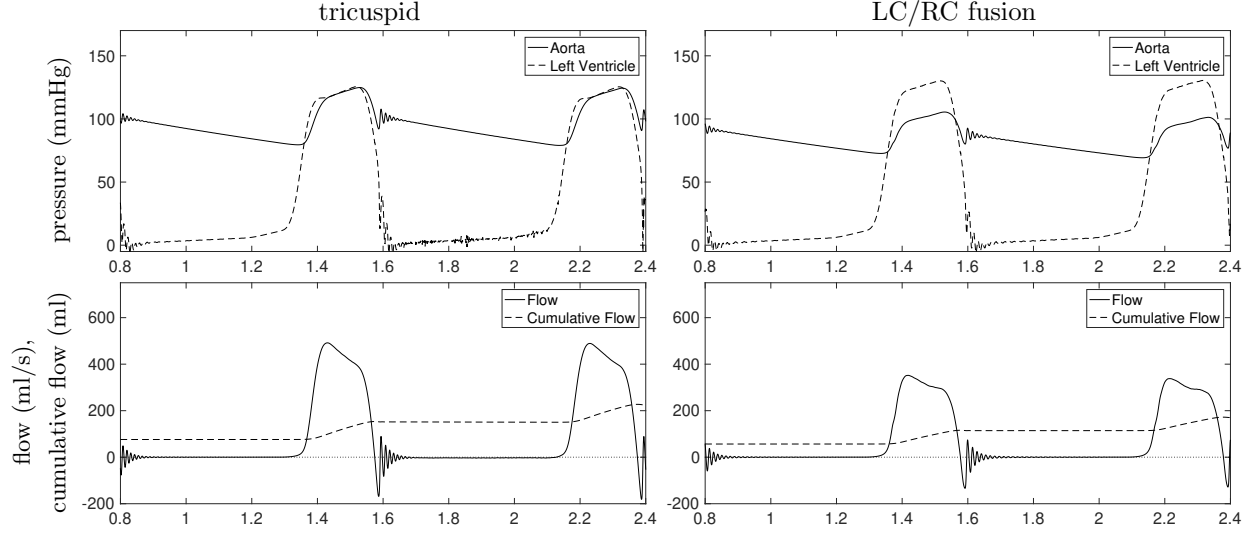 tricuspid
LC/RC fusion
pressure (mmHg)
150
100
50
0
Aorta
Left Ventricle
0.8 1 1.2 1.4 1.6 1.8 2 2.2 2.4
150
100
50
0
Aorta
Left Ventricle
0.8 1 1.2 1.4 1.6 1.8 2 2.2 2.4
flow (ml/s),
cumulative flow (ml)
600
400
200
0
-200
Flow
Cumulative Flow
0.8 1 1.2 1.4 1.6 1.8 2 2.2 2.4
600
400
200
0
-200
Flow
Cumulative Flow
0.8 1 1.2 1.4 1.6 1.8 2 2.2 2.4